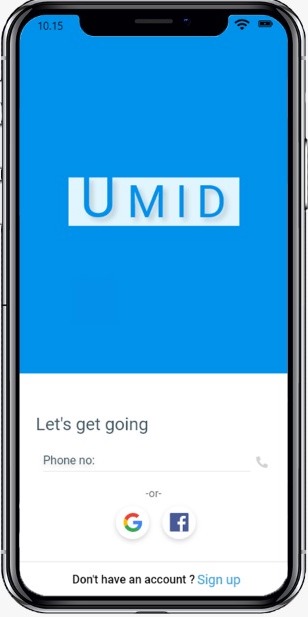 10.15
UMID
Let's get going
Phone no:
-or-
Don't have an account ? Sign up